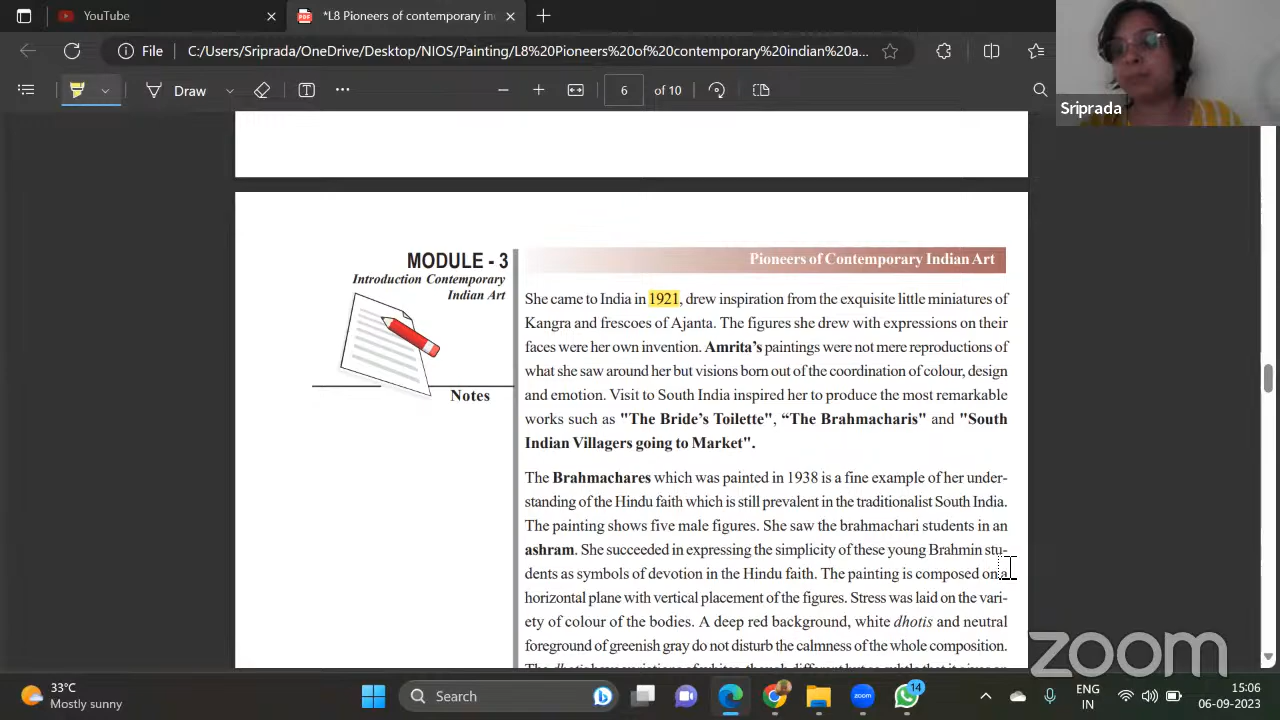 YouTube
*L8 Pioneers of contemporary in
File
C:/Users/Sriprada/OneDrive/Desktop/NIOS/Painting/L8%20Pioneers%20of%20contemporary%20indian%20a...
Draw
6
of 10
Sriprada
MODULE - 3
Introduction Contemporary
Indian Art
Notes
Pioneers of Contemporary Indian Art
She came to India in 1921, drew inspiration from the exquisite little miniatures of
Kangra and frescoes of Ajanta. The figures she drew with expressions on their
faces were her own invention. Amrita's paintings were not mere reproductions of
what she saw around her but visions born out of the coordination of colour, design
and emotion. Visit to South India inspired her to produce the most remarkable
works such as "The Bride's Toilette", “The Brahmacharis" and "South
Indian Villagers going to Market".
The Brahmachares which was painted in 1938 is a fine example of her under-
standing of the Hindu faith which is still prevalent in the traditionalist South India.
The painting shows five male figures. She saw the brahmachari students in an
ashram. She succeeded in expressing the simplicity of these young Brahmin stu-
dents as symbols of devotion in the Hindu faith. The painting is composed on a
horizontal plane with vertical placement of the figures. Stress was laid on the vari-
ety of colour of the bodies. A deep red background, white dhotis and neutral
foreground of greenish gray do not disturb the calmness of the whole composition.
zoom
33°C
Mostly sunny
Search
14
ENG
IN
15:06
06-09-2023